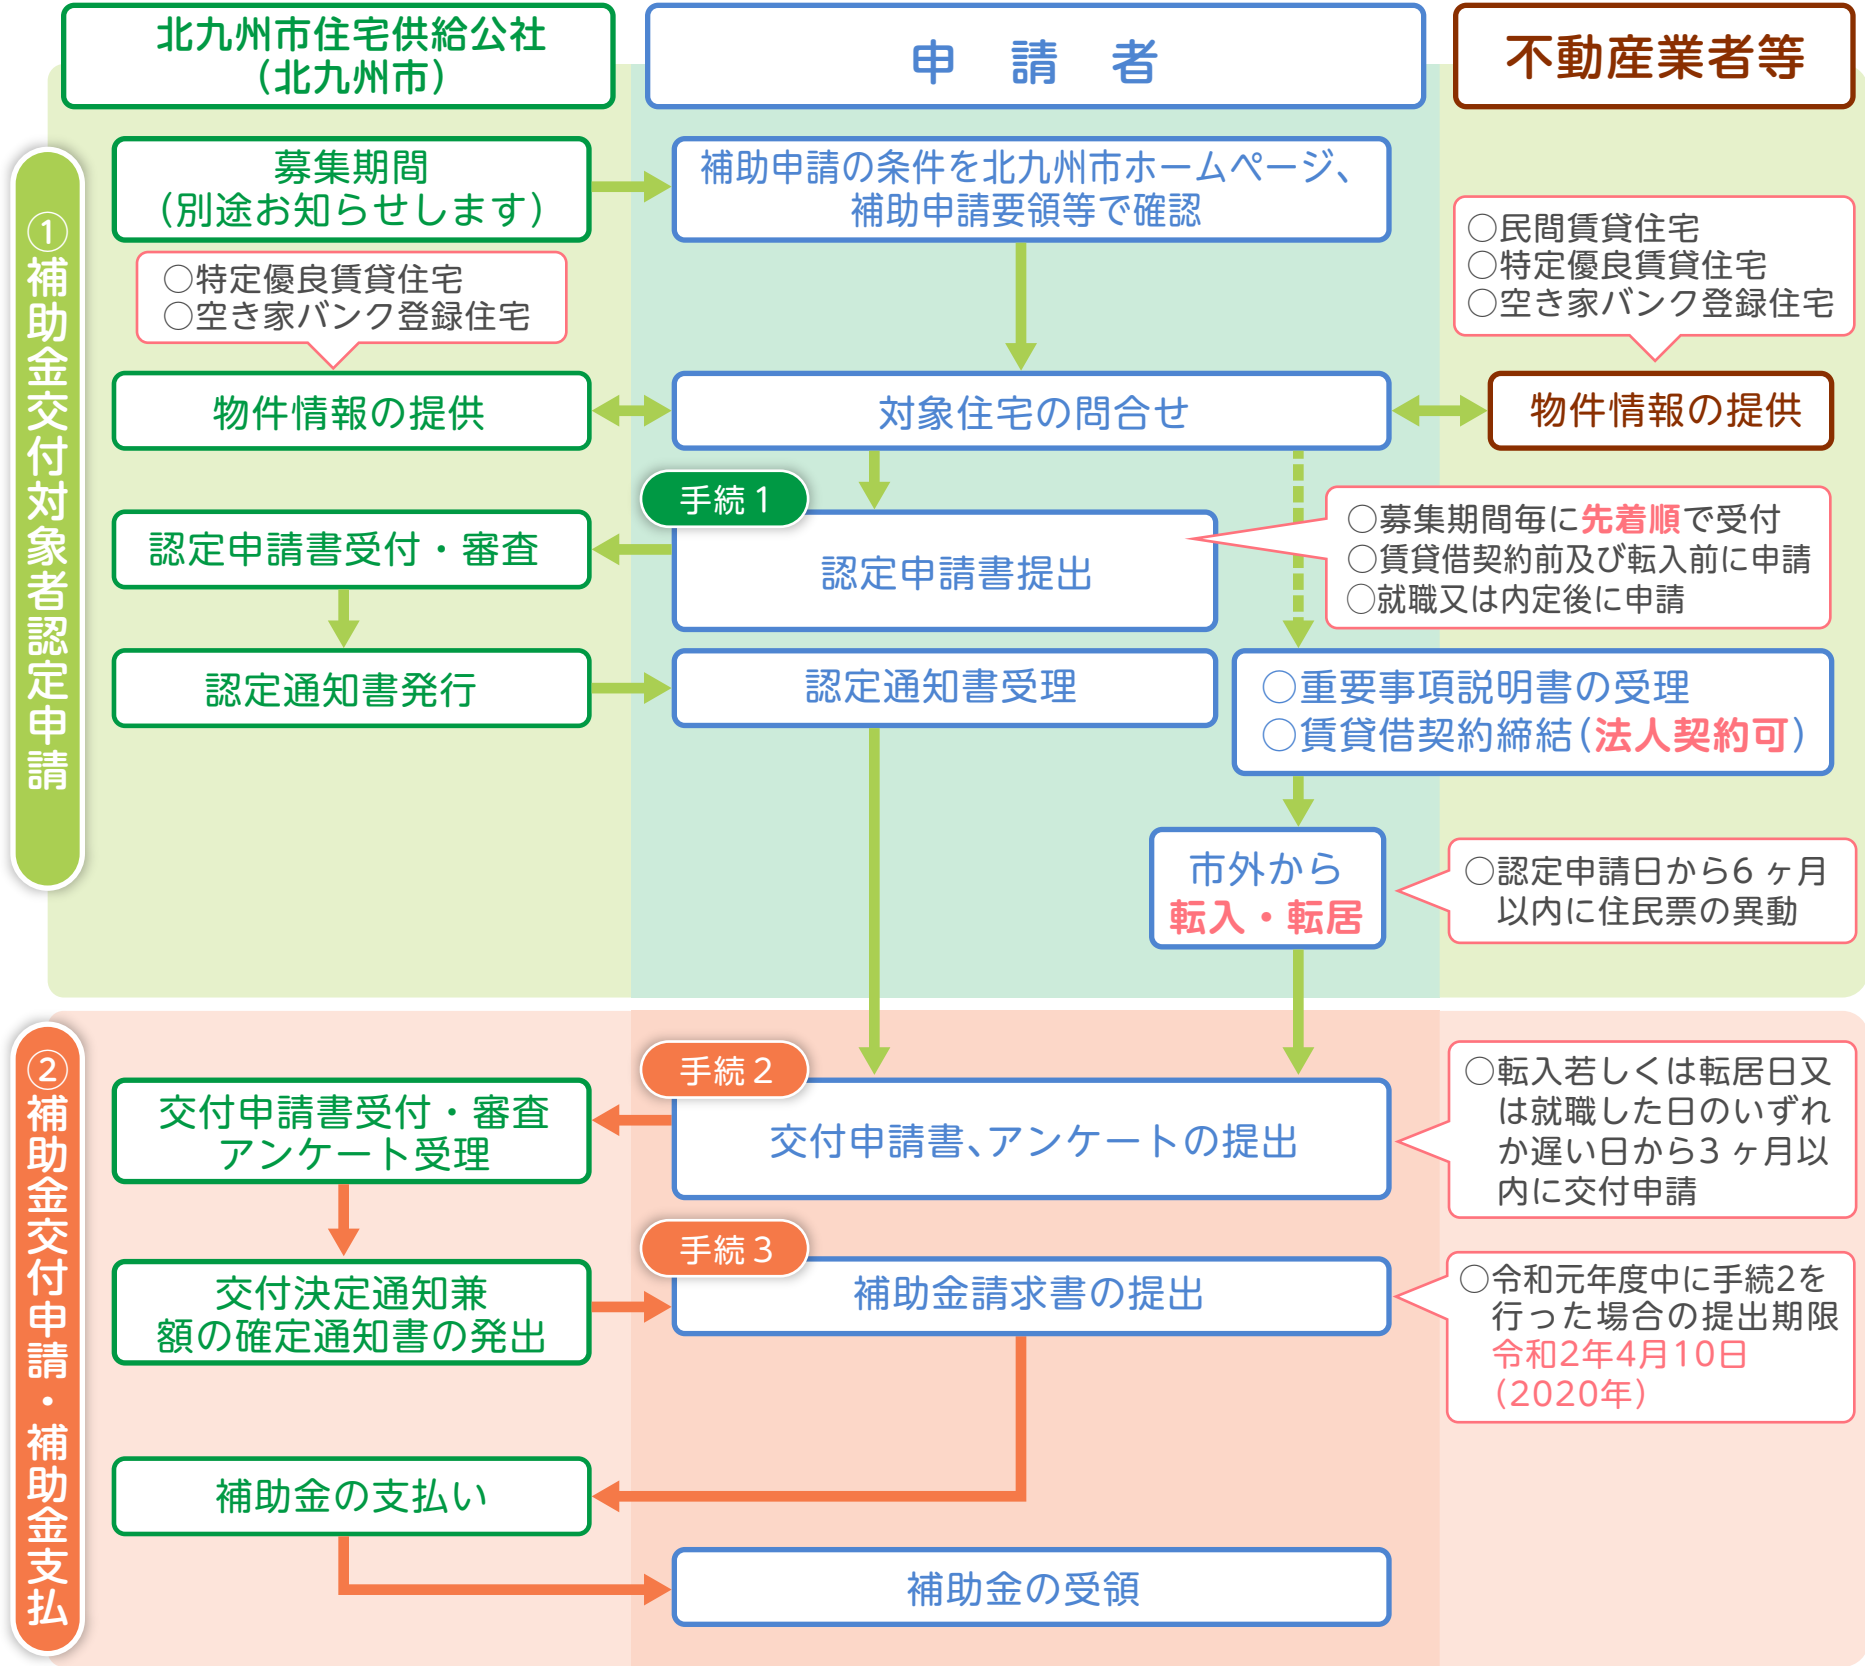 北九州市住宅供給公社
（北九州市）
申　請　者
不動産業者等
①補助金交付対象者認定申請
募集期間
（別途お知らせします）
補助申請の条件を北九州市ホームページ、
補助申請要領等で確認
○特定優良賃貸住宅
○空き家バンク登録住宅
○民間賃貸住宅
○特定優良賃貸住宅
○空き家バンク登録住宅
物件情報の提供
対象住宅の問合せ
物件情報の提供
手続１
認定申請書受付・審査
認定申請書提出
○募集期間毎に先着順で受付
○賃貸借契約前及び転入前に申請
○就職又は内定後に申請
認定通知書発行
認定通知書受理
○重要事項説明書の受理
○賃貸借契約締結（法人契約可）
市外から
転入・転居
○認定申請日から6ヶ月
以内に住民票の異動
②補助金交付申請・補助金支払
手続２
交付申請書受付・審査
アンケート受理
交付申請書、アンケートの提出
○転入若しくは転居日又
は就職した日のいずれ
か遅い日から3ヶ月以
内に交付申請
手続３
交付決定通知兼
額の確定通知書の発出
補助金請求書の提出
○令和元年度中に手続2を
行った場合の提出期限
令和2年4月10日
（2020年）
補助金の支払い
補助金の受領